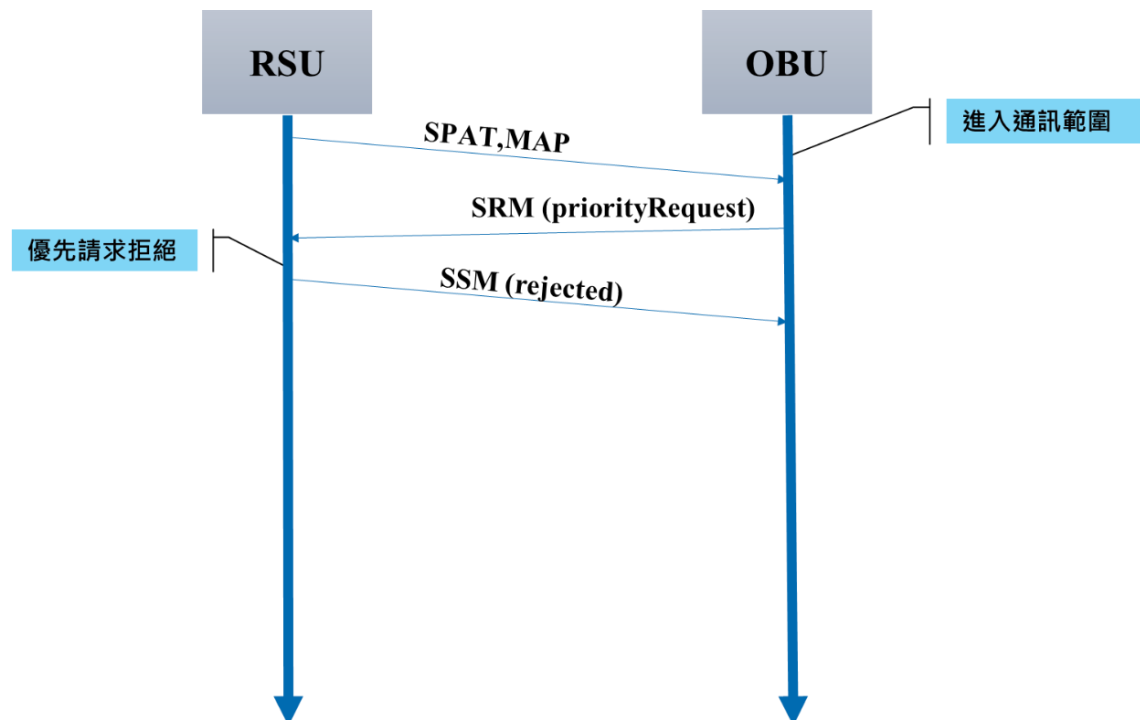 RSU
OBU
進入通訊範圍
SPAT,MAP
SRM (priorityRequest)
優先請求拒絕
SSM (rejected)